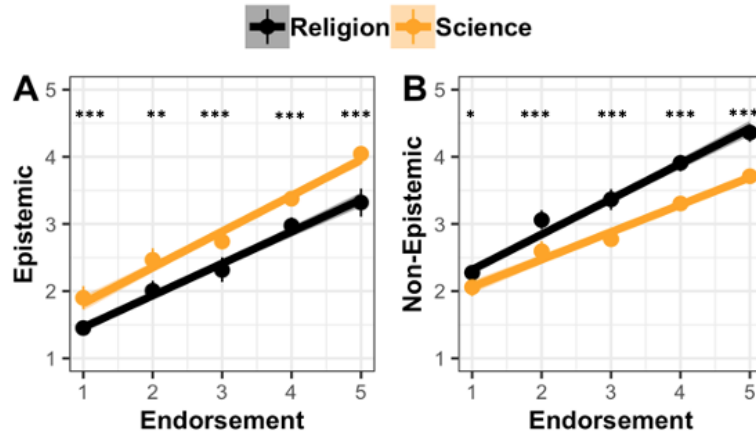 Religion Science
A
*** ** *** *** ***
5
4
3
2
1
Epistemic
1 2 3 4 5
Endorsement
B
* *** *** *** ***
5
4
3
2
1
Non-Epistemic
1 2 3 4 5
Endorsement